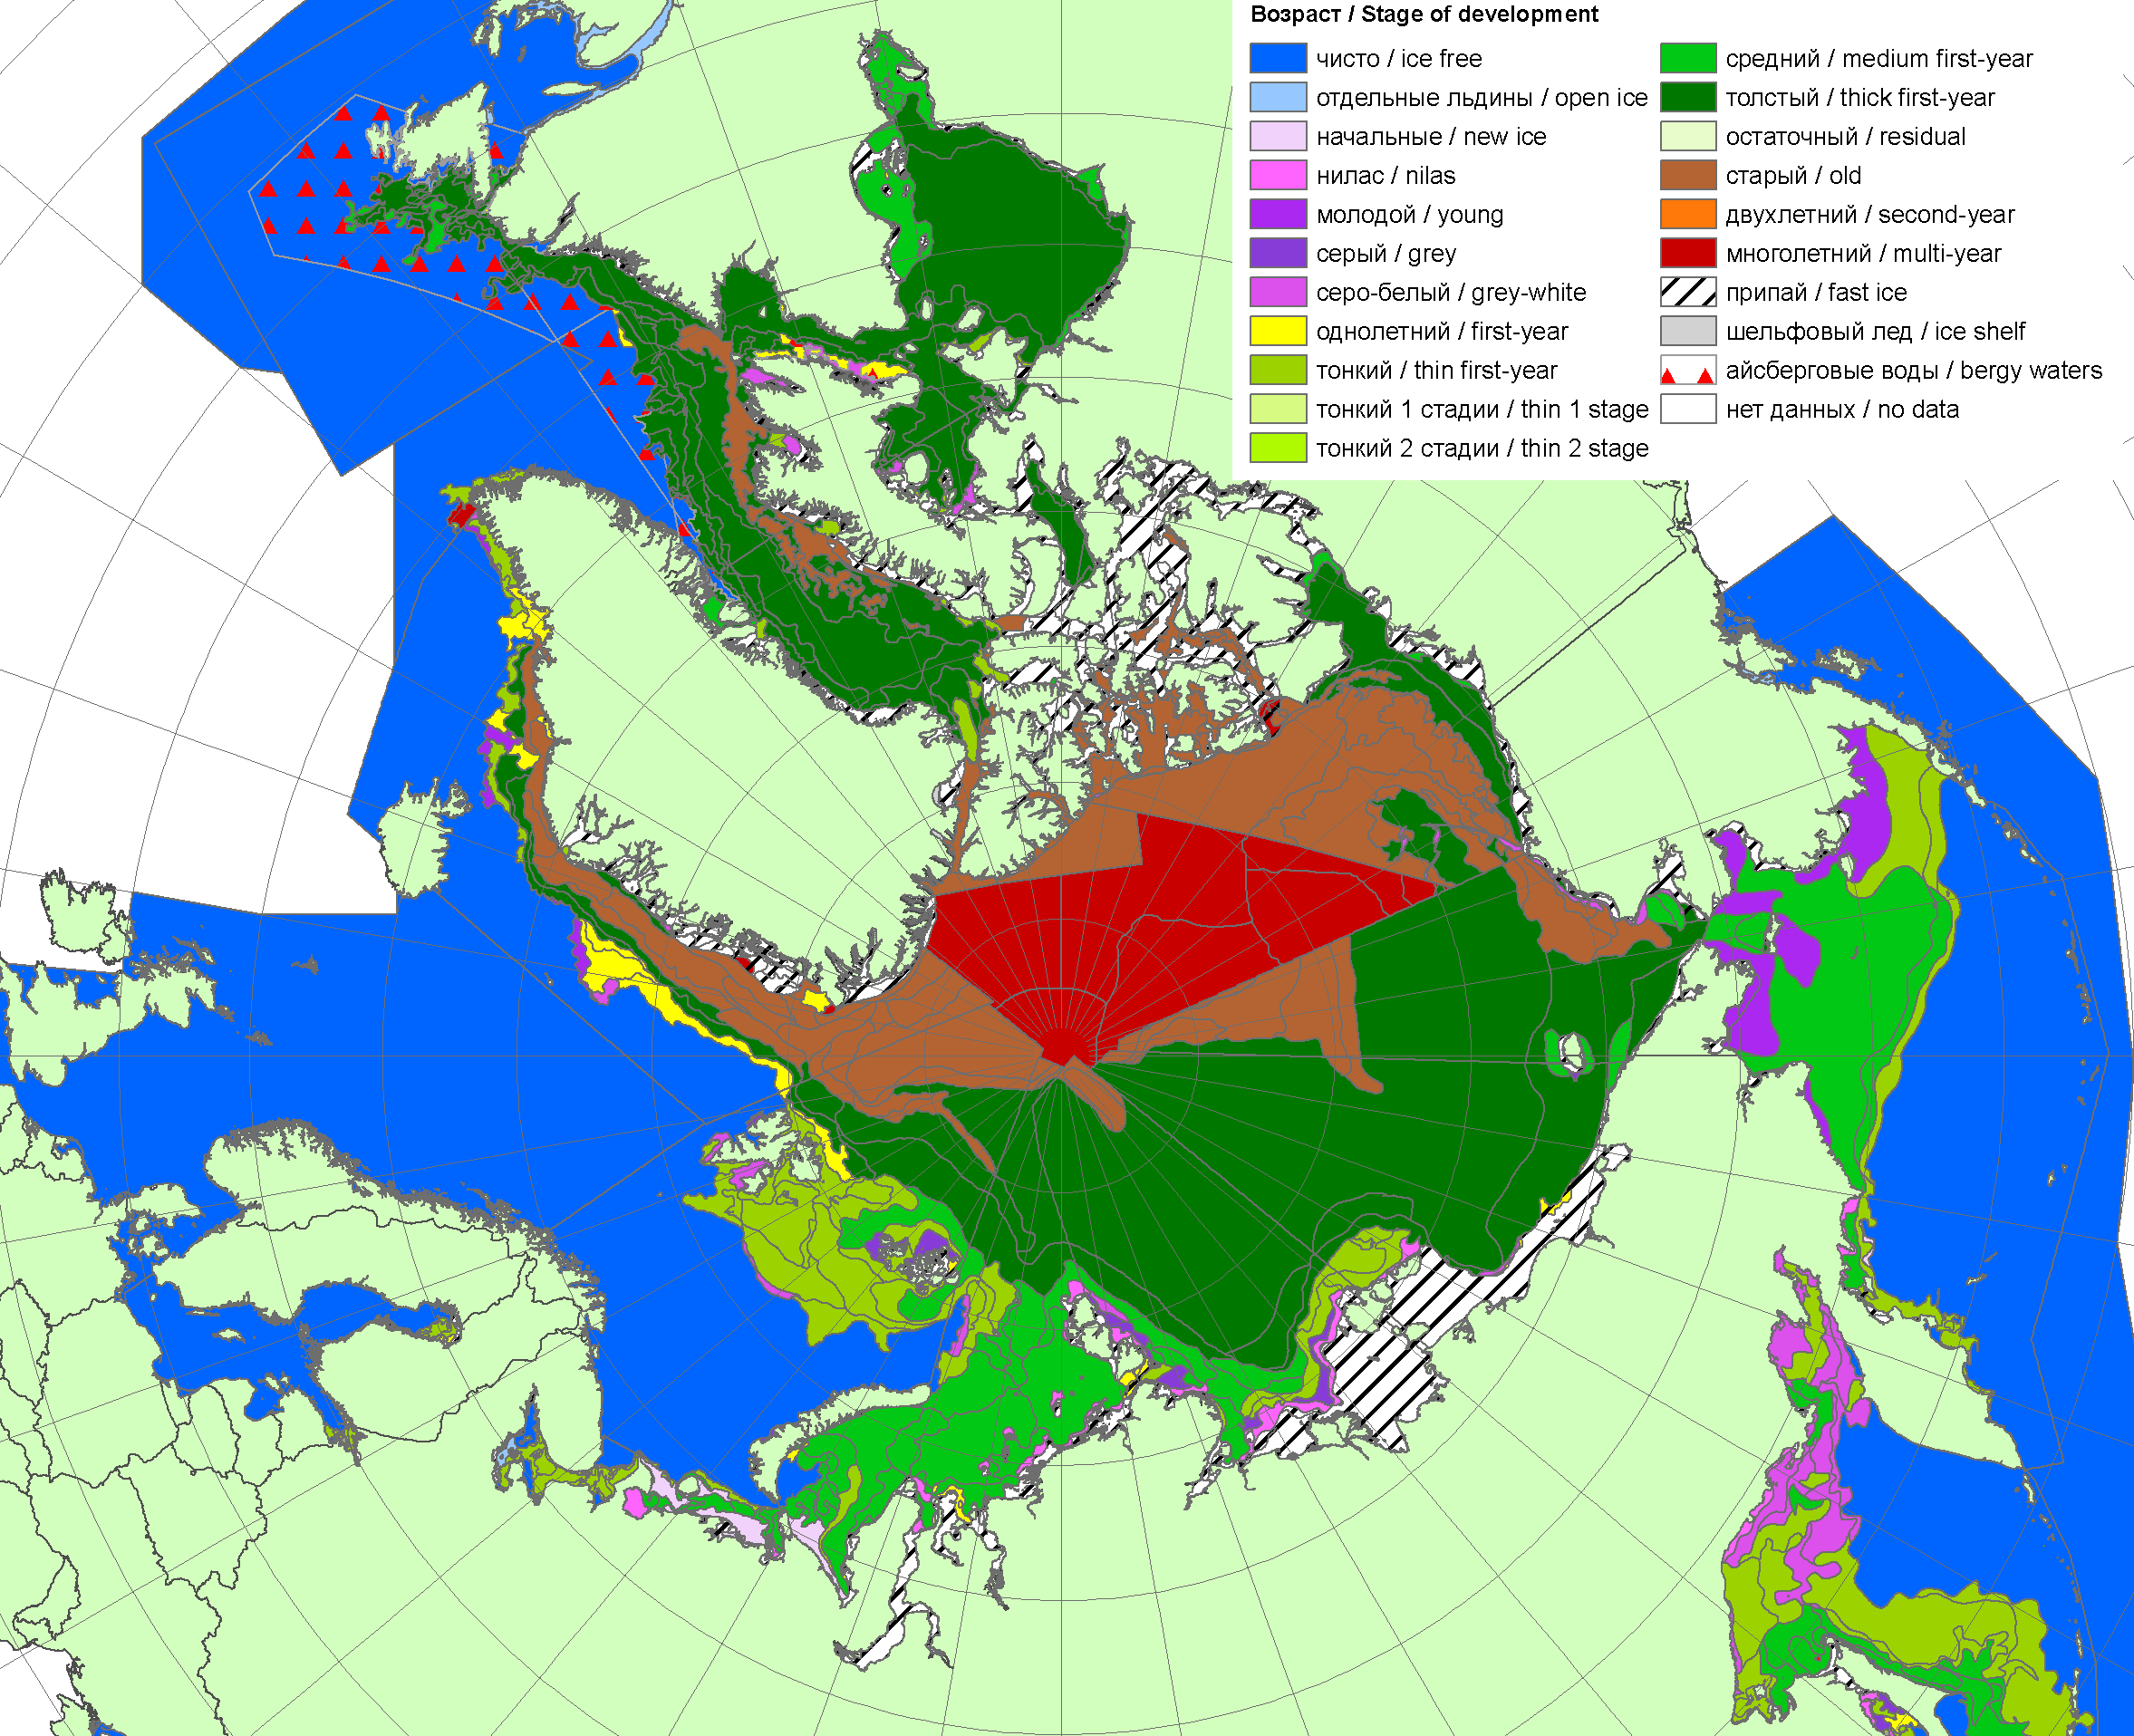 Возраст / Stage of development
чисто / ice free
отдельные льдины / open ice
начальные / new ice
нилас / nilas
молодой / young
серый / grey
серо-белый / grey-white
однолетний / first-year
тонкий / thin first-year
тонкий 1 стадии / thin 1 stage
тонкий 2 стадии / thin 2 stage
средний / medium first-year
толстый / thick first-year
остаточный / residual
старый / old
двухлетний / second-year
многолетний / multi-year
припай / fast ice
шельфовый лед / ice shelf
айсберговые воды / bergy waters
нет данных / no data